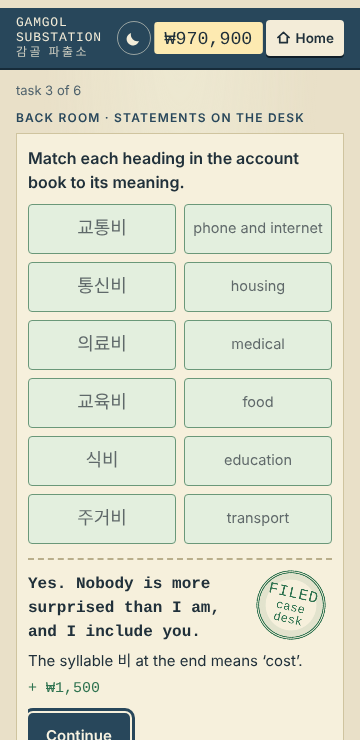 GAMGOL
SUBSTATION
감골 파출소
₩970,900
Home
task 3 of 6
BACK ROOM · STATEMENTS ON THE DESK
Match each heading in the account
book to its meaning.
교통비
phone and internet
통신비
housing
의료비
medical
교육비
food
식비
education
주거비
transport
Yes. Nobody is more
surprised than I am,
and I include you.
FILED
case
desk
The syllable 비 at the end means ‘cost’.
+ ₩1,500
Continue